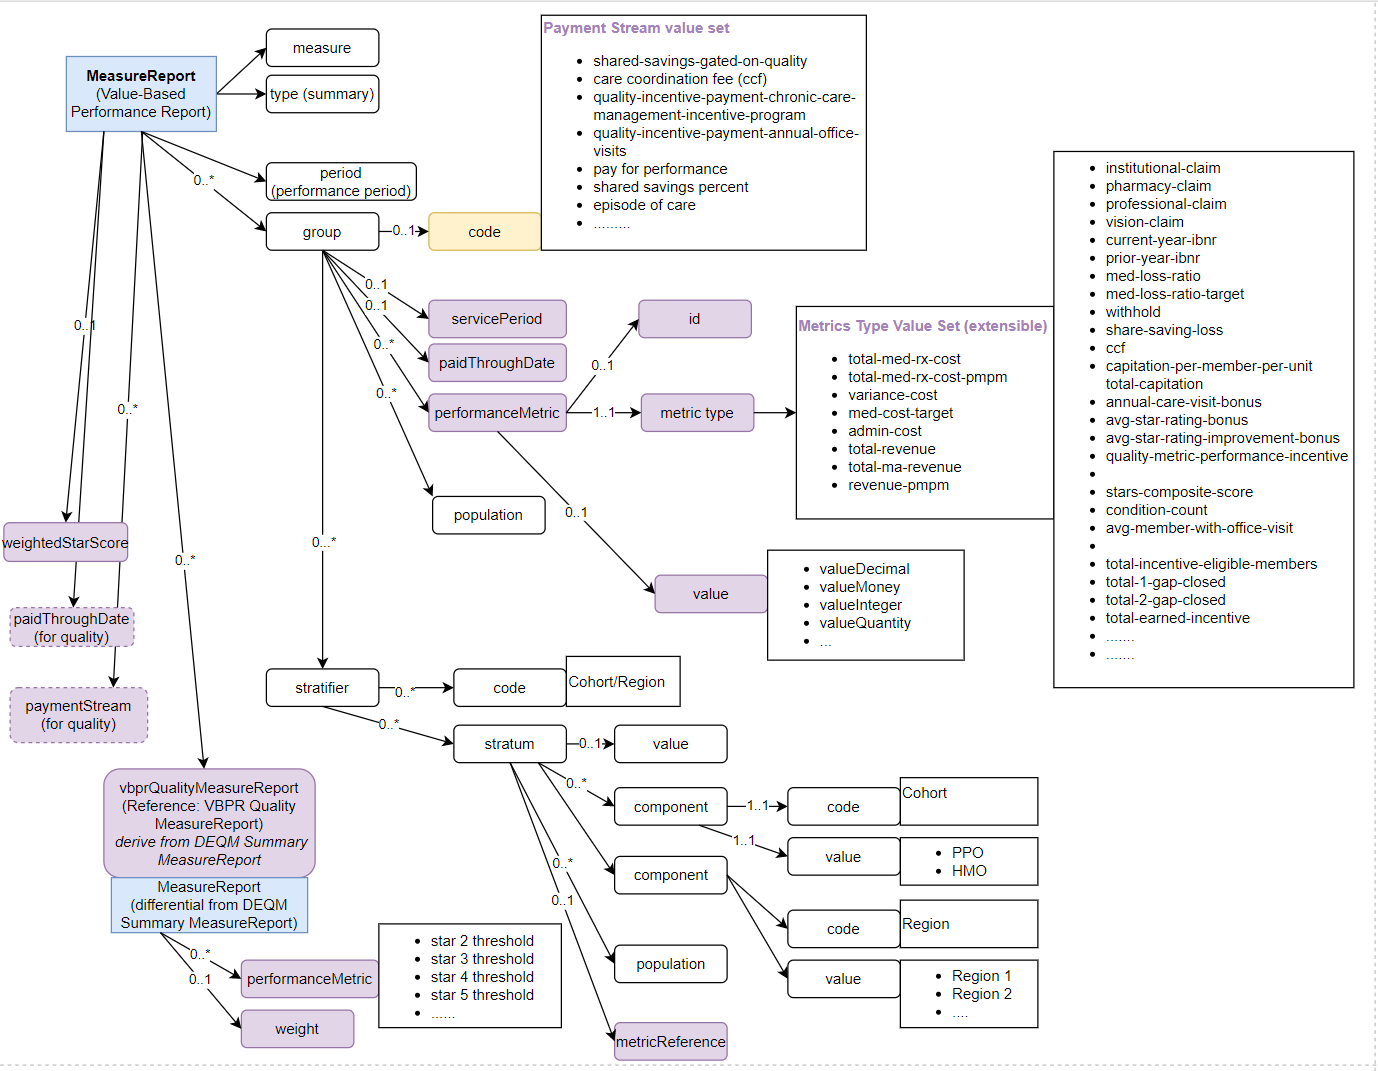 MeasureReport
(Value-Based
Performance Report)
measure
type (summary)
Payment Stream value set
shared-savings-gated-on-quality
care coordination fee (ccf)
quality-incentive-payment-chronic-care-
management-incentive-program
quality-incentive-payment-annual-office-
visits
pay for performance
shared savings percent
episode of care
.........
period
(performance period)
0..*
group
0..1
code
0..1
0..1
0..*
0..*
servicePeriod
paidThroughDate
performanceMetric
population
0..1
id
1..1
metric type
Metrics Type Value Set (extensible)
total-med-rx-cost
total-med-rx-cost-pmpm
variance-cost
med-cost-target
admin-cost
total-revenue
total-ma-revenue
revenue-pmpm
institutional-claim
pharmacy-claim
professional-claim
vision-claim
current-year-ibnr
prior-year-ibnr
med-loss-ratio
med-loss-ratio-target
withhold
share-saving-loss
ccf
capitation-per-member-per-unit
total-capitation
annual-care-visit-bonus
avg-star-rating-bonus
avg-star-rating-improvement-bonus
quality-metric-performance-incentive
stars-composite-score
condition-count
avg-member-with-office-visit
total-incentive-eligible-members
total-1-gap-closed
total-2-gap-closed
total-earned-incentive
.......
.......
0..1
value
valueDecimal
valueMoney
valueInteger
valueQuantity
...
0..1
0..*
0..*
0...*
weightedStarScore
paidThroughDate
(for quality)
paymentStream
(for quality)
stratifier
0..*
code
Cohort/Region
0..*
stratum
0..1
value
0..*
component
1..1
code
Cohort
1..1
value
PPO
HMO
component
code
Region
value
Region 1
Region 2
....
0..*
0..1
population
metricReference
vbprQualityMeasureReport
(Reference: VBPR Quality
MeasureReport)
derive from DEQM Summary
MeasureReport
MeasureReport
(differential from DEQM
Summary MeasureReport)
0..*
0..1
performanceMetric
star 2 threshold
star 3 threshold
star 4 threshold
star 5 threshold
......
weight